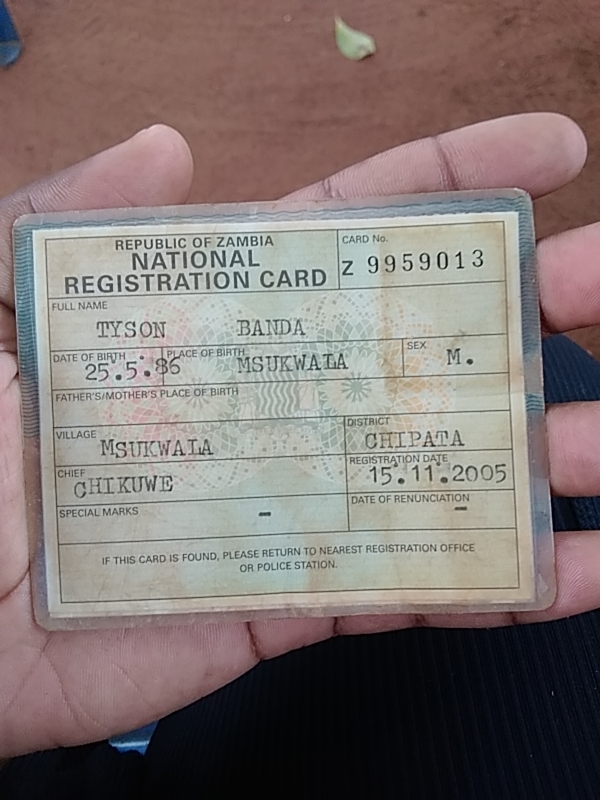 REPUBLIC OF ZAMBIA
NATIONAL
REGISTRATION CARD
CARD No.
Z 9959013
FULL NAME
TYSON BANDA
DATE OF BIRTH
25.5.86
PLACE OF BIRTH
MSUKWALA
SEX
M.
FATHER'S/MOTHER'S PLACE OF BIRTH
VILLAGE
MSUKWALA
DISTRICT
CHIPATA
CHIEF
CHIKUWE
REGISTRATION DATE
15.11.2005
SPECIAL MARKS
-
DATE OF RENUNCIATION
-
IF THIS CARD IS FOUND, PLEASE RETURN TO NEAREST REGISTRATION OFFICE
OR POLICE STATION.